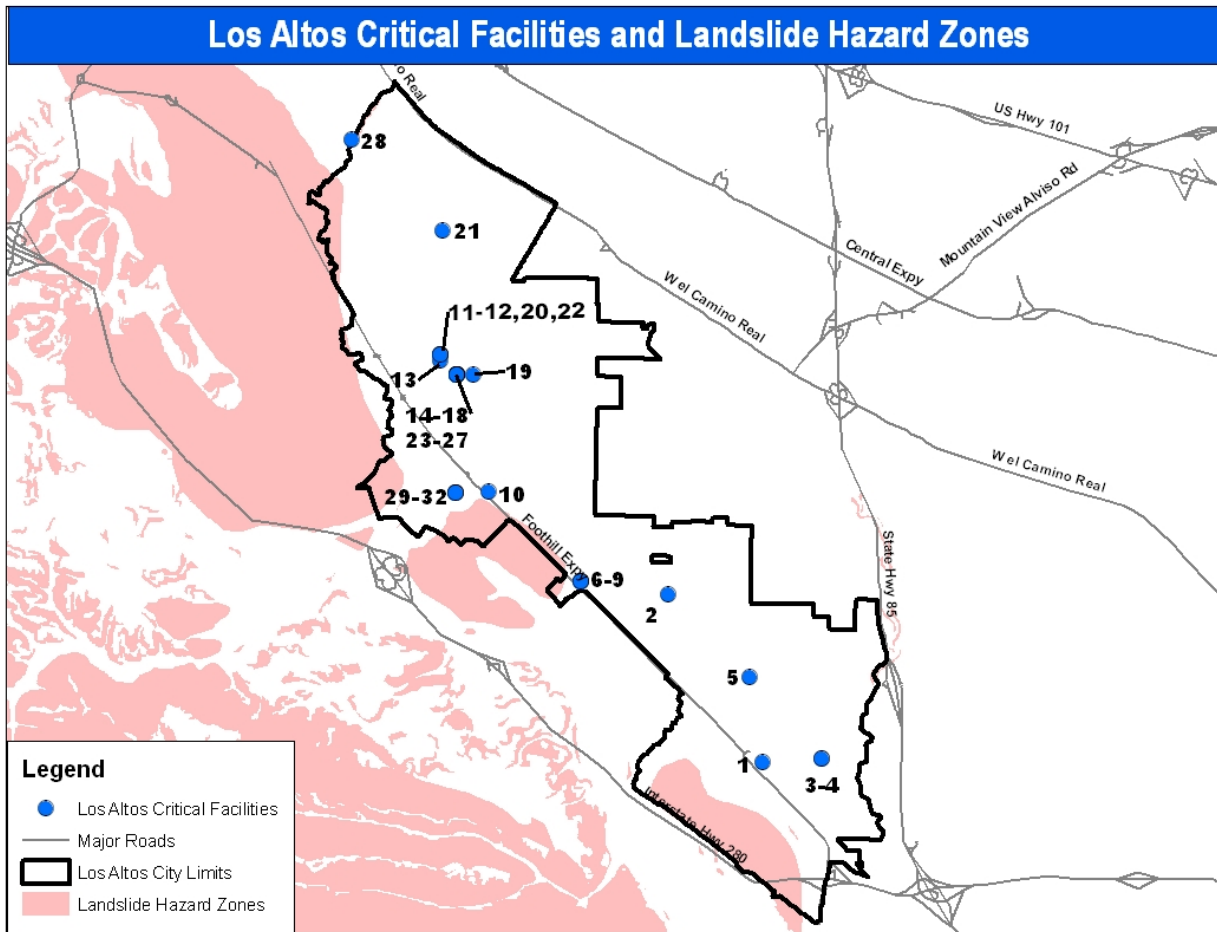 Los Altos Critical Facilities and Landslide Hazard Zones
o Real
US Hwy 101
28
Mountain View Alviso Rd
21
Central Expy
W el Camino Real
11-12,20,22
13
19
14-18
23-27
W el Camino Real
29-32
10
Foothill Expy
State Hwy 85
6-9
2
5
1
3-4
Interstate Hwy 280
Legend
Los Altos Critical Facilities
Major Roads
Los Altos City Limits
Landslide Hazard Zones